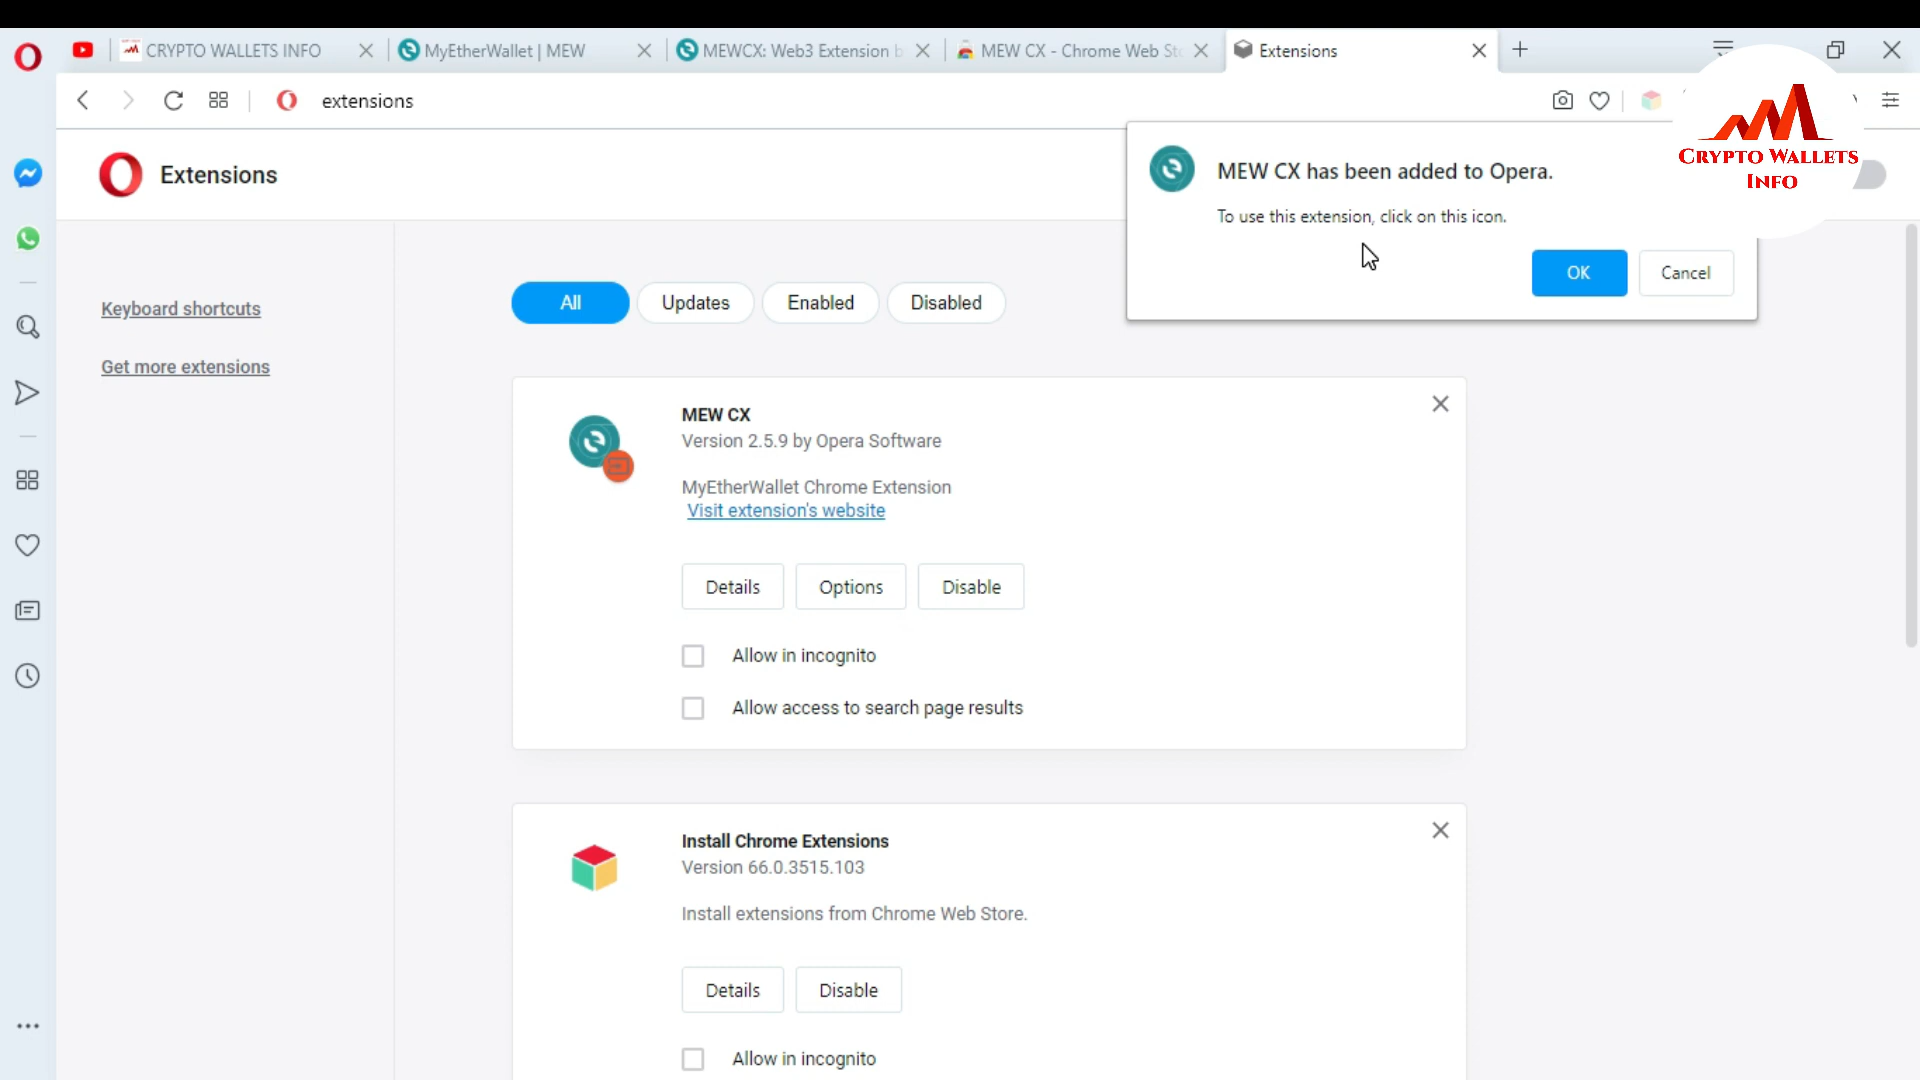 CRYPTO WALLETS INFO
MyEtherWallet | MEW
MEWCX: Web3 Extension b
MEW CX - Chrome Web Sto
Extensions
extensions
CRYPTO WALLETS
INFO
Extensions
MEW CX has been added to Opera.
To use this extension, click on this icon.
OK
Cancel
Keyboard shortcuts
Get more extensions
All
Updates
Enabled
Disabled
MEW CX
Version 2.5.9 by Opera Software
MyEtherWallet Chrome Extension
Visit extension's website
Details
Options
Disable
Allow in incognito
Allow access to search page results
Install Chrome Extensions
Version 66.0.3515.103
Install extensions from Chrome Web Store.
Details
Disable
Allow in incognito